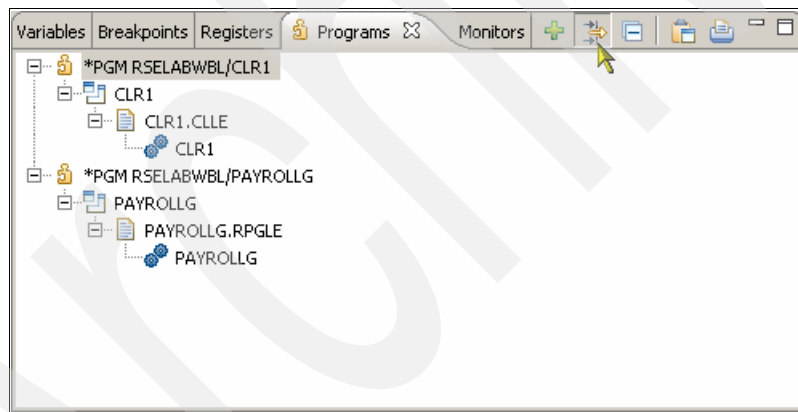 Variables Breakpoints Registers Programs Monitors
*PGM RSELABWBL/CLR1
CLR1
CLR1.CLLE
CLR1
*PGM RSELABWBL/PAYROLLG
PAYROLLG
PAYROLLG.RPGLE
PAYROLLG